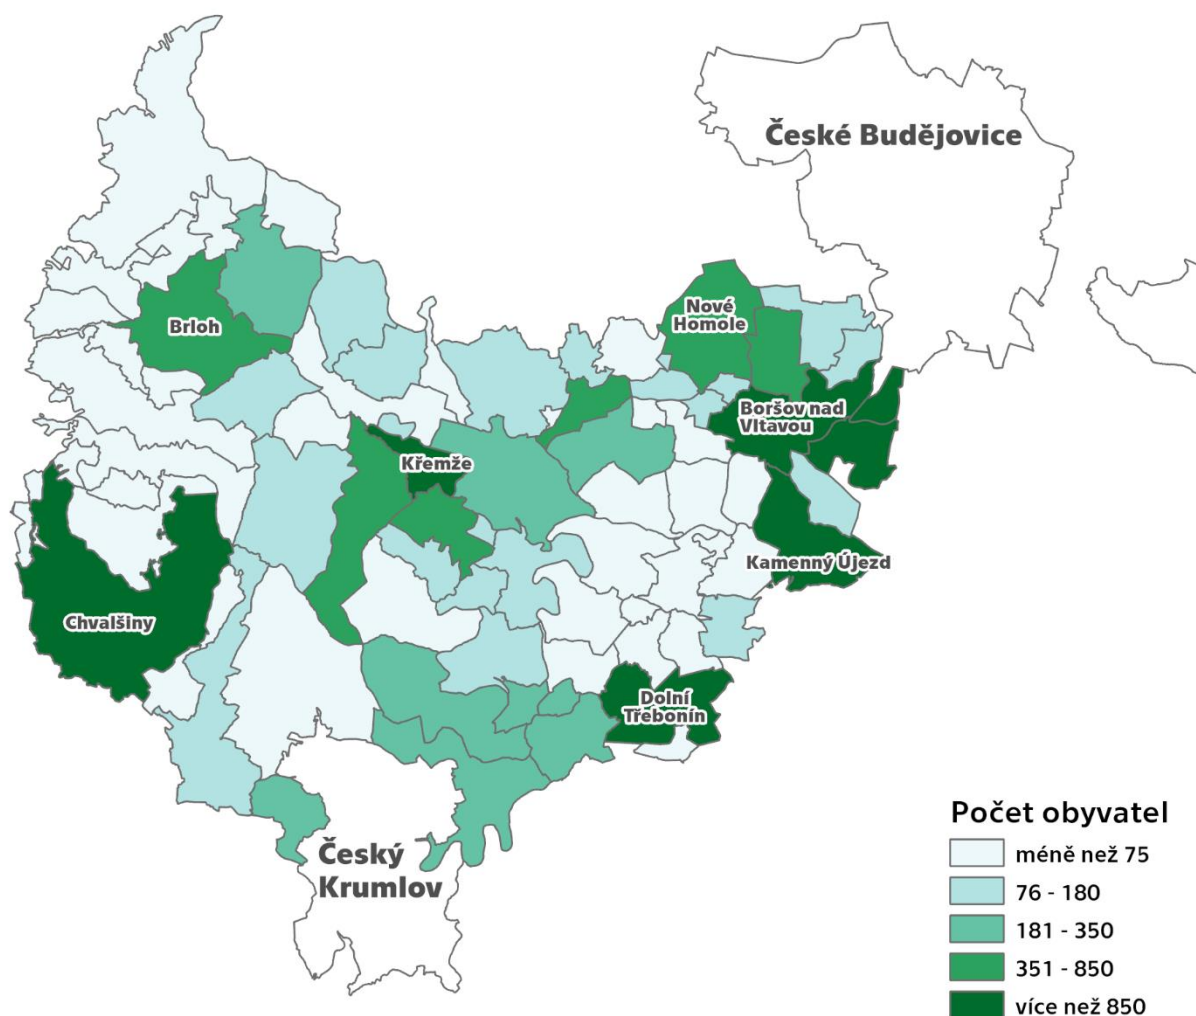 České Budějovice
Nové
Homole
Brloh
Boršov nad
Vltavou
Křemže
Kamenný Újezd
Chvalšiny
Dolní
Třebonín
Český
Krumlov
Počet obyvatel
méně než 75
76 - 180
181 - 350
351 - 850
více než 850